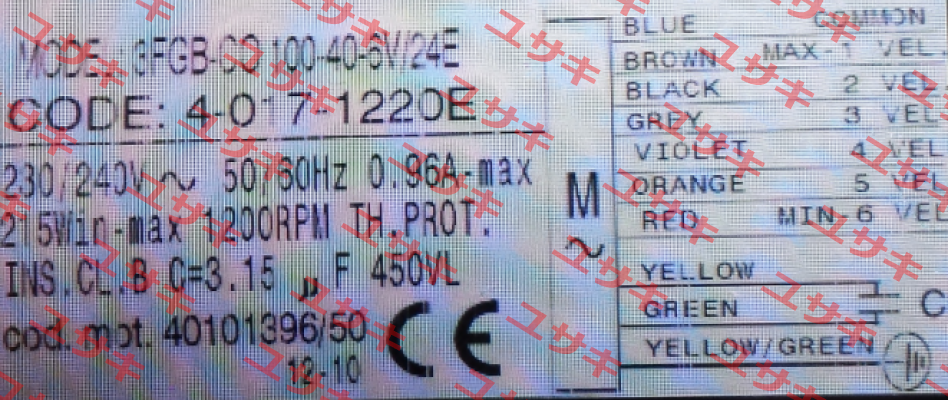 MODE. : 3FGB-CO 100-40-6V/24E
CODE: 4-017-1220E
230/240V ~ 50/60Hz 0.96A-max
215Win-max 1200RPM TH.PROT.
INS.CL.B C=3.15 µF 450VL
cod. mot. 40101396/50
12-10
CE
M
~
BLUE COMMON
BROWN MAX-1 VEL.
BLACK 2 VEL
GREY 3 VEL
VIOLET 4 VEL
ORANGE 5 VEL
RED MIN.6 VEL
YELLOW
GREEN C
YELLOW/GREEN
ユサキ